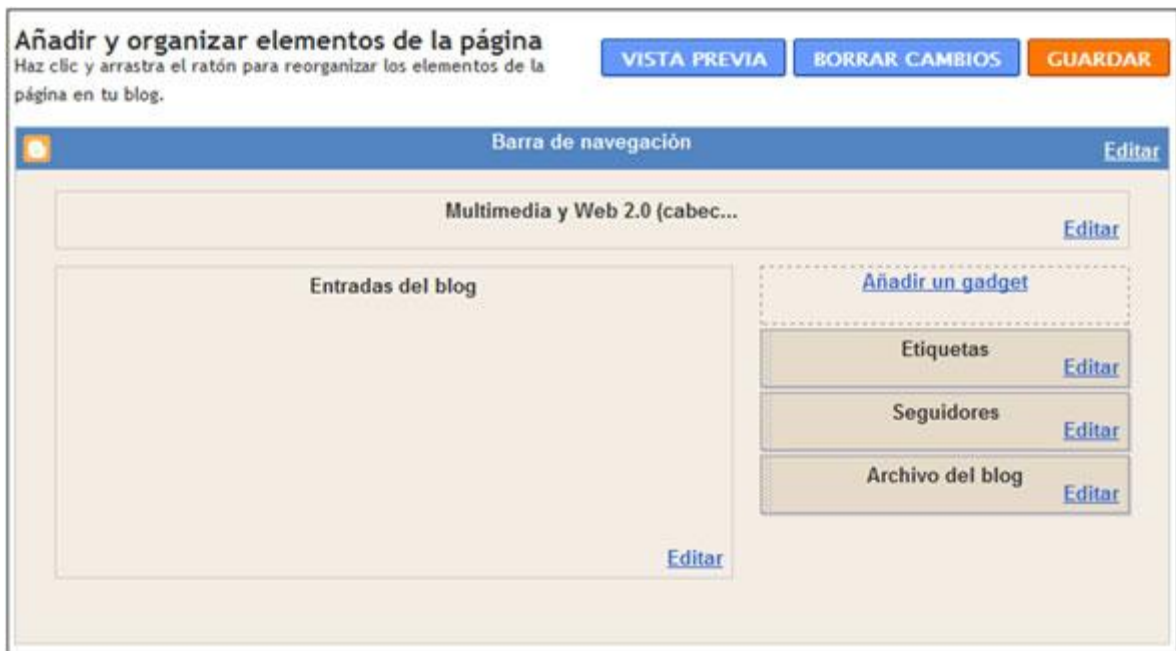 Añadir y organizar elementos de la página
Haz clic y arrastra el ratón para reorganizar los elementos de la
página en tu blog.
VISTA PREVIA
BORRAR CAMBIOS
GUARDAR
Barra de navegación
Editar
Multimedia y Web 2.0 (cabec...
Editar
Entradas del blog
Editar
Añadir un gadget
Etiquetas
Editar
Seguidores
Editar
Archivo del blog
Editar